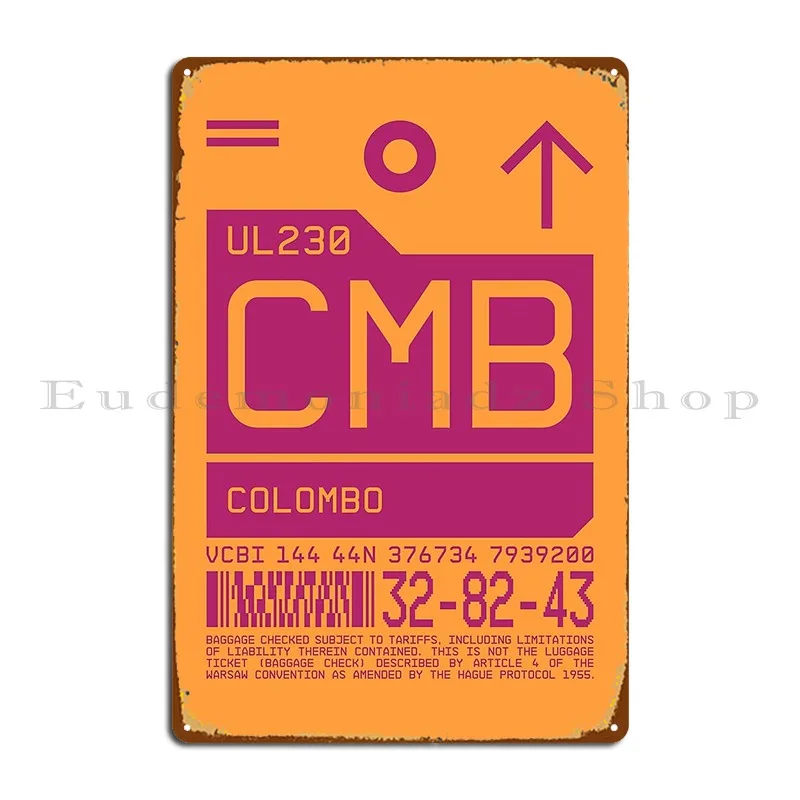 UL230
CMB
Eudemoniadz Shop
COLOMBO
VCBI 144 44N 376734 7939200
32-82-43
BAGGAGE CHECKED SUBJECT TO TARIFFS, INCLUDING LIMITATIONS
OF LIABILITY THEREIN CONTAINED. THIS IS NOT THE LUGGAGE
TICKET (BAGGAGE CHECK) DESCRIBED BY ARTICLE 4 OF THE
WARSAW CONVENTION AS AMENDED BY THE HAGUE PROTOCOL 1955.